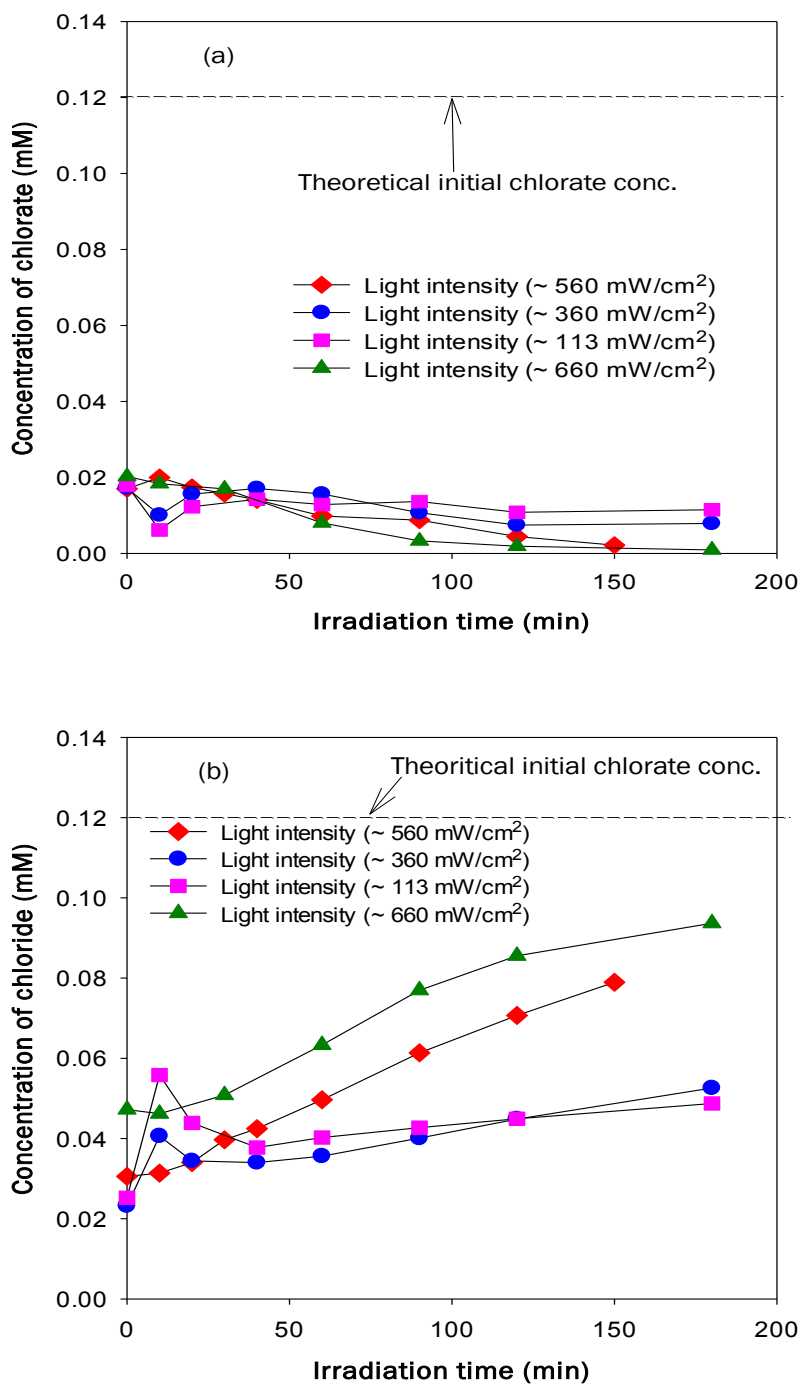 0.14
(a)
0.12
0.10
Theoretical initial chlorate conc.
0.08
Light intensity (~ 560 mW/cm²)
Light intensity (~ 360 mW/cm²)
0.06
Light intensity (~ 113 mW/cm²)
Light intensity (~ 660 mW/cm²)
0.04
0.02
0.00
Concentration of chlorate (mM)
0 50 100 150 200
Irradiation time (min)
0.14
(b)
Theoritical initial chlorate conc.
0.12
Light intensity (~ 560 mW/cm²)
Light intensity (~ 360 mW/cm²)
Light intensity (~ 113 mW/cm²)
0.10
Light intensity (~ 660 mW/cm²)
0.08
0.06
0.04
0.02
0.00
Concentration of chloride (mM)
0 50 100 150 200
Irradiation time (min)